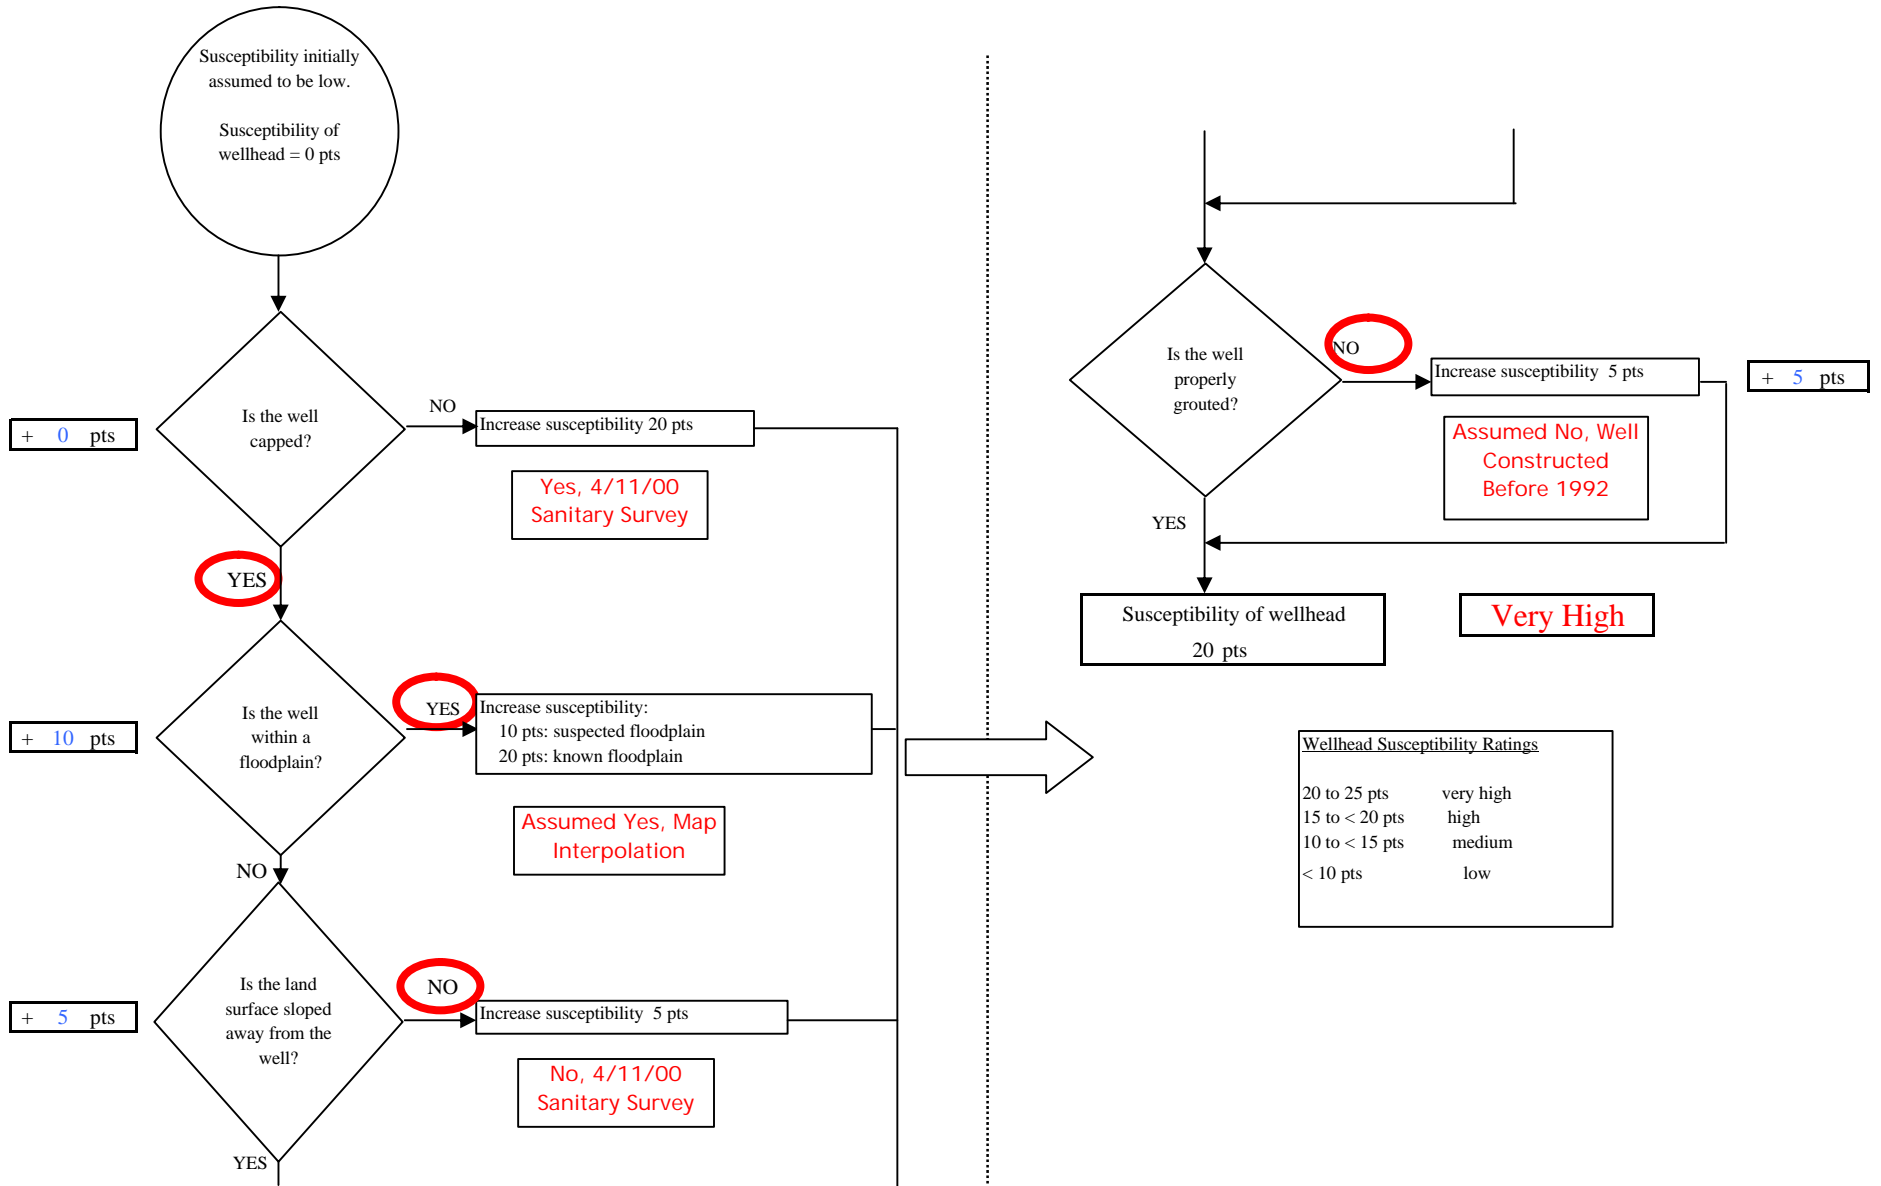 Susceptibility initially
assumed to be low.
Susceptibility of
wellhead = 0 pts
Is the well
capped?
NO
Increase susceptibility 20 pts
+ 0 pts
Yes, 4/11/00
Sanitary Survey
YES
Is the well
within a
floodplain?
YES
Increase susceptibility:
10 pts: suspected floodplain
20 pts: known floodplain
+ 10 pts
Assumed Yes, Map
Interpolation
NO
Is the land
surface sloped
away from the
well?
NO
Increase susceptibility 5 pts
+ 5 pts
No, 4/11/00
Sanitary Survey
YES
Is the well
properly
grouted?
NO
Increase susceptibility 5 pts
+ 5 pts
Assumed No, Well
Constructed
Before 1992
YES
Susceptibility of wellhead
20 pts
Very High
Wellhead Susceptibility Ratings
20 to 25 pts very high
15 to < 20 pts high
10 to < 15 pts medium
< 10 pts low